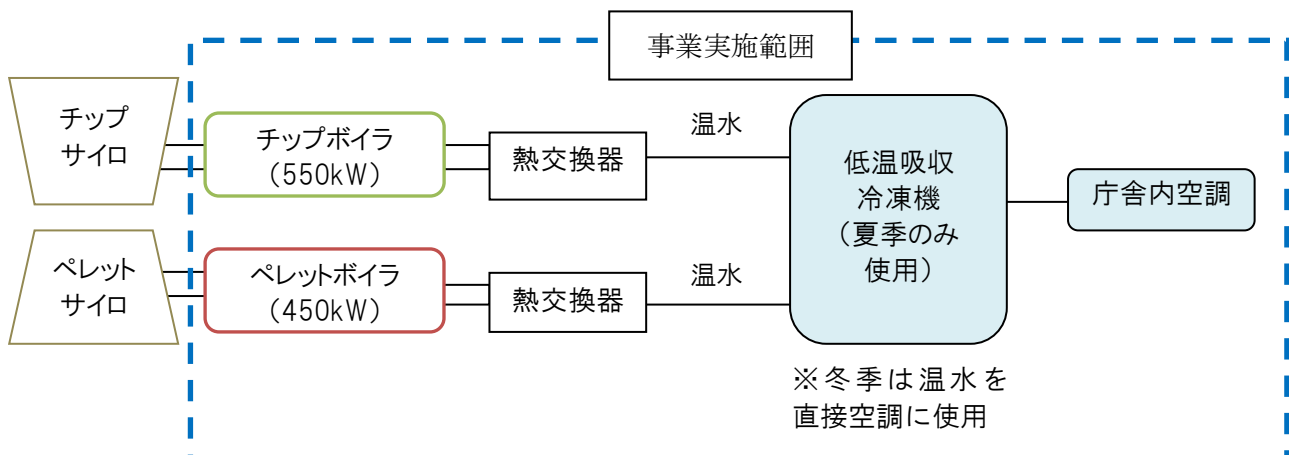 事業実施範囲
チップ
サイロ
チップボイラ
（550kW）
熱交換器
温水
低温吸収
冷凍機
（夏季のみ
使用）
庁舎内空調
ペレット
サイロ
ペレットボイラ
（450kW）
熱交換器
温水
※冬季は温水を
直接空調に使用